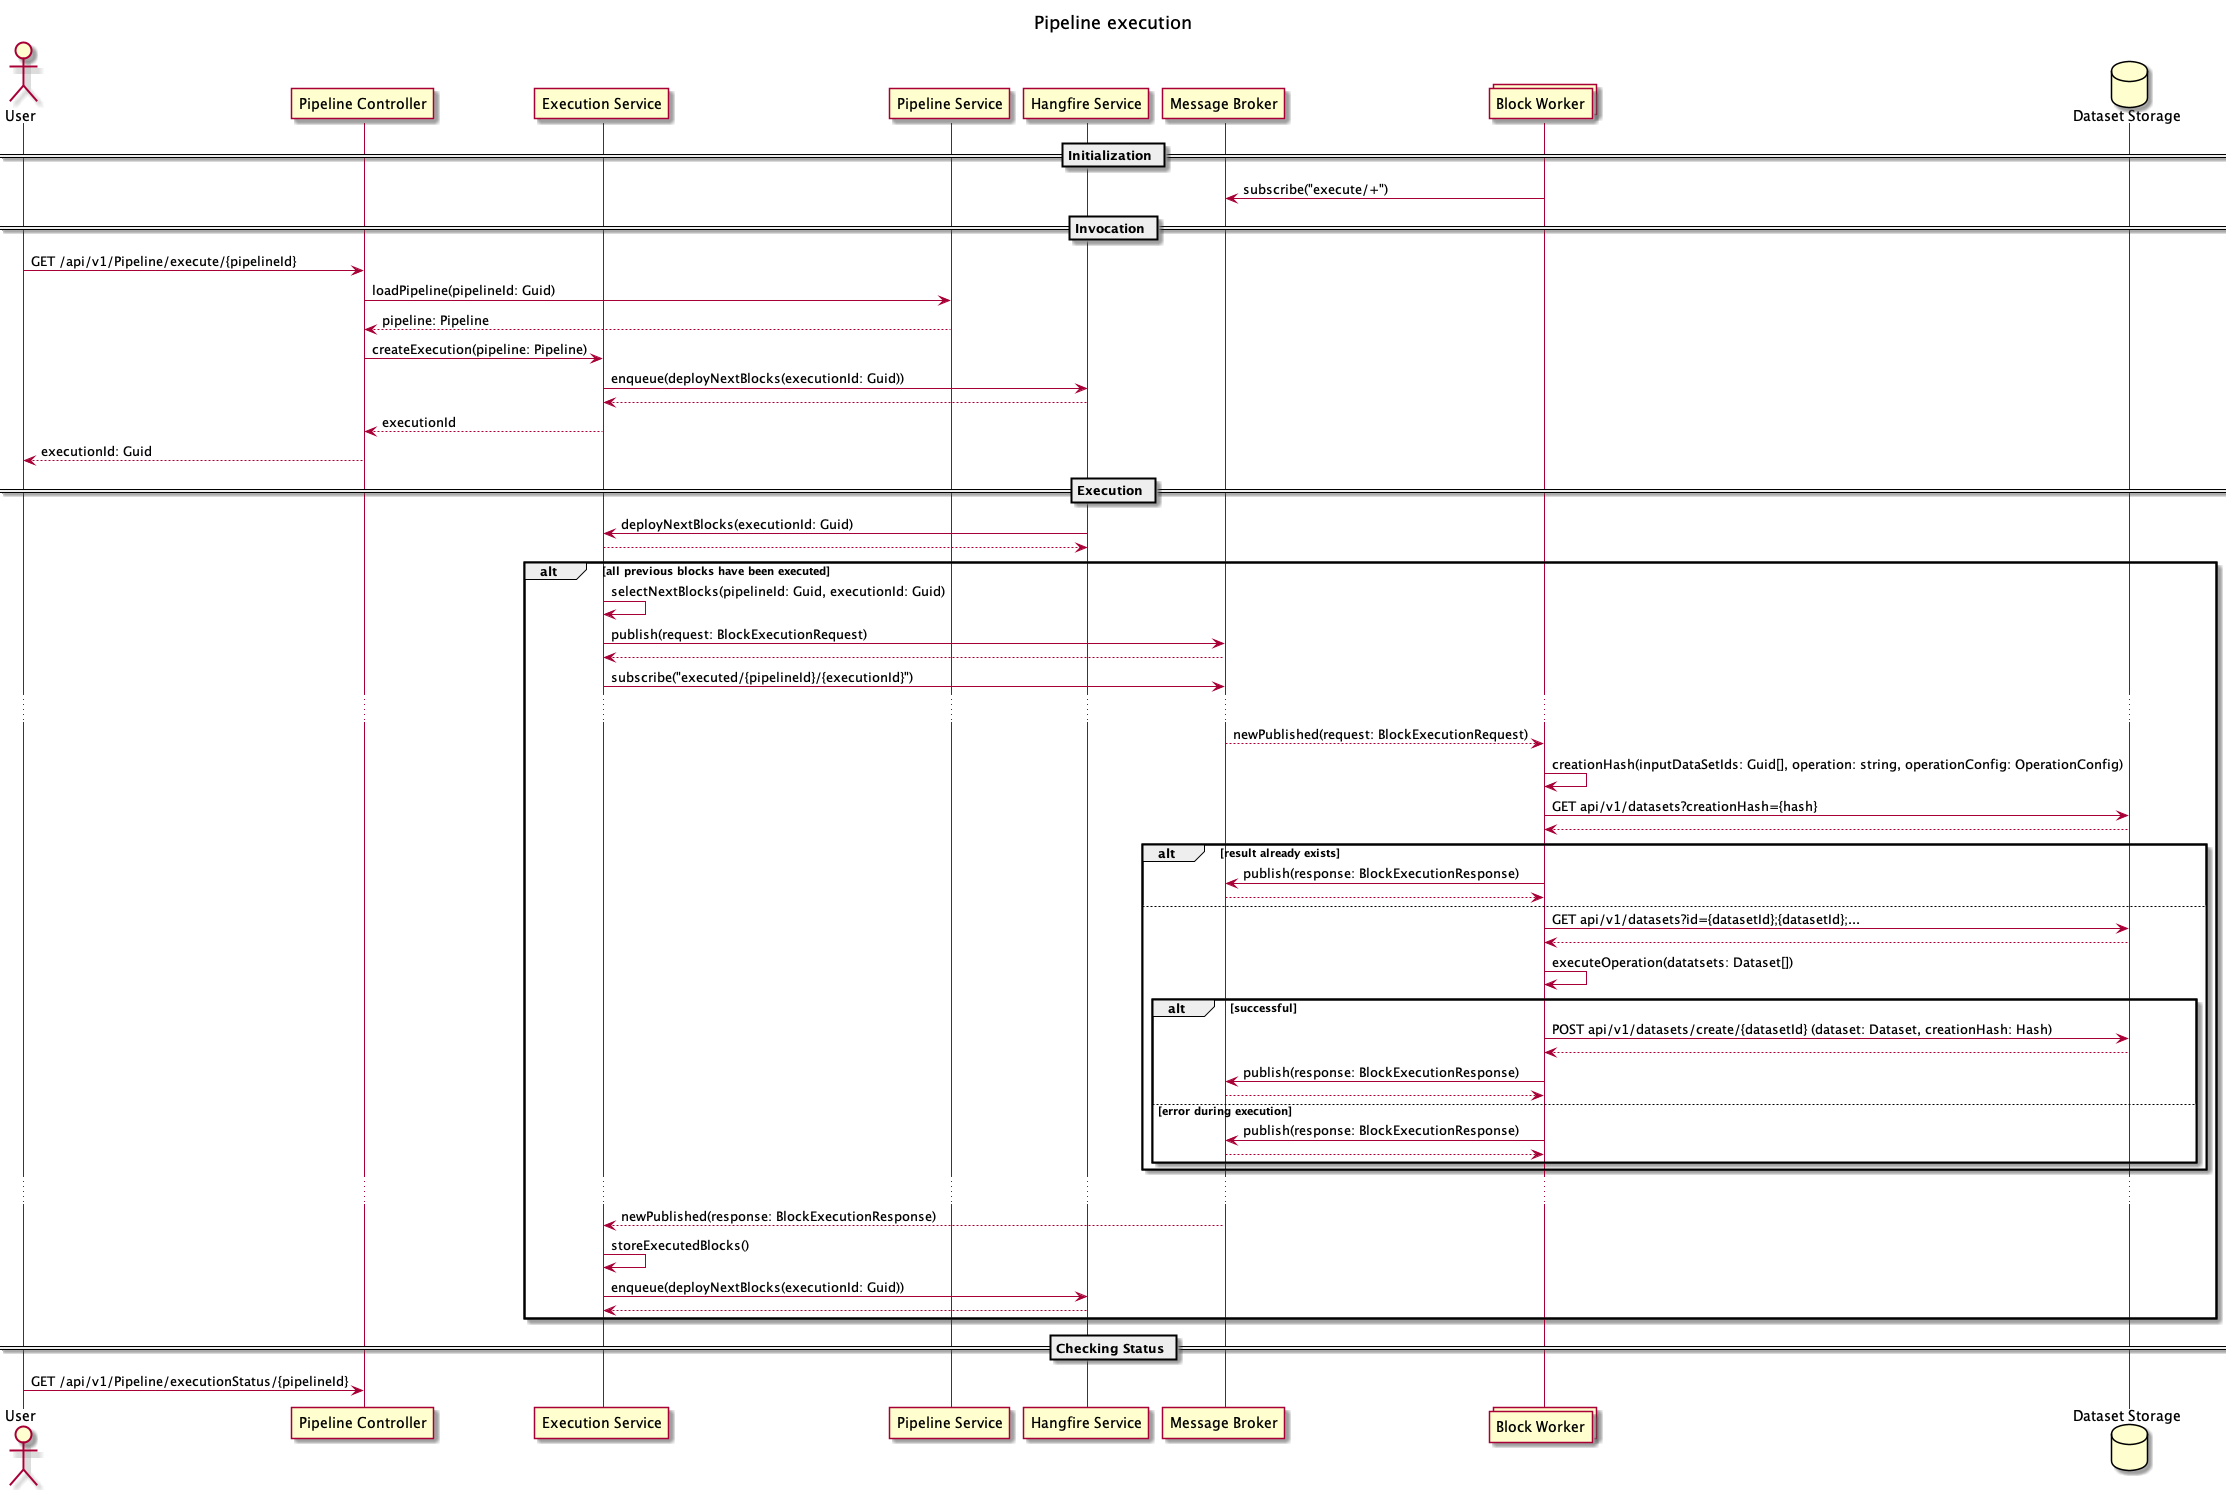 Pipeline execution
User
Pipeline Controller
Execution Service
Pipeline Service
Hangfire Service
Message Broker
Block Worker
Dataset Storage
Initialization
subscribe("execute/+")
Invocation
GET /api/v1/Pipeline/execute/{pipelineId}
loadPipeline(pipelineId: Guid)
pipeline: Pipeline
createExecution(pipeline: Pipeline)
enqueue(deployNextBlocks(executionId: Guid))
executionId
executionId: Guid
Execution
deployNextBlocks(executionId: Guid)
alt [all previous blocks have been executed]
selectNextBlocks(pipelineId: Guid, executionId: Guid)
publish(request: BlockExecutionRequest)
subscribe("executed/{pipelineId}/{executionId}")
newPublished(request: BlockExecutionRequest)
creationHash(inputDataSetIds: Guid[], operation: string, operationConfig: OperationConfig)
GET api/v1/datasets?creationHash={hash}
alt [result already exists]
publish(response: BlockExecutionResponse)
GET api/v1/datasets?id={datasetId};{datasetId};...
executeOperation(datatsets: Dataset[])
alt [successful]
POST api/v1/datasets/create/{datasetId} (dataset: Dataset, creationHash: Hash)
publish(response: BlockExecutionResponse)
[error during execution]
publish(response: BlockExecutionResponse)
newPublished(response: BlockExecutionResponse)
storeExecutedBlocks()
enqueue(deployNextBlocks(executionId: Guid))
Checking Status
GET /api/v1/Pipeline/executionStatus/{pipelineId}
User
Pipeline Controller
Execution Service
Pipeline Service
Hangfire Service
Message Broker
Block Worker
Dataset Storage